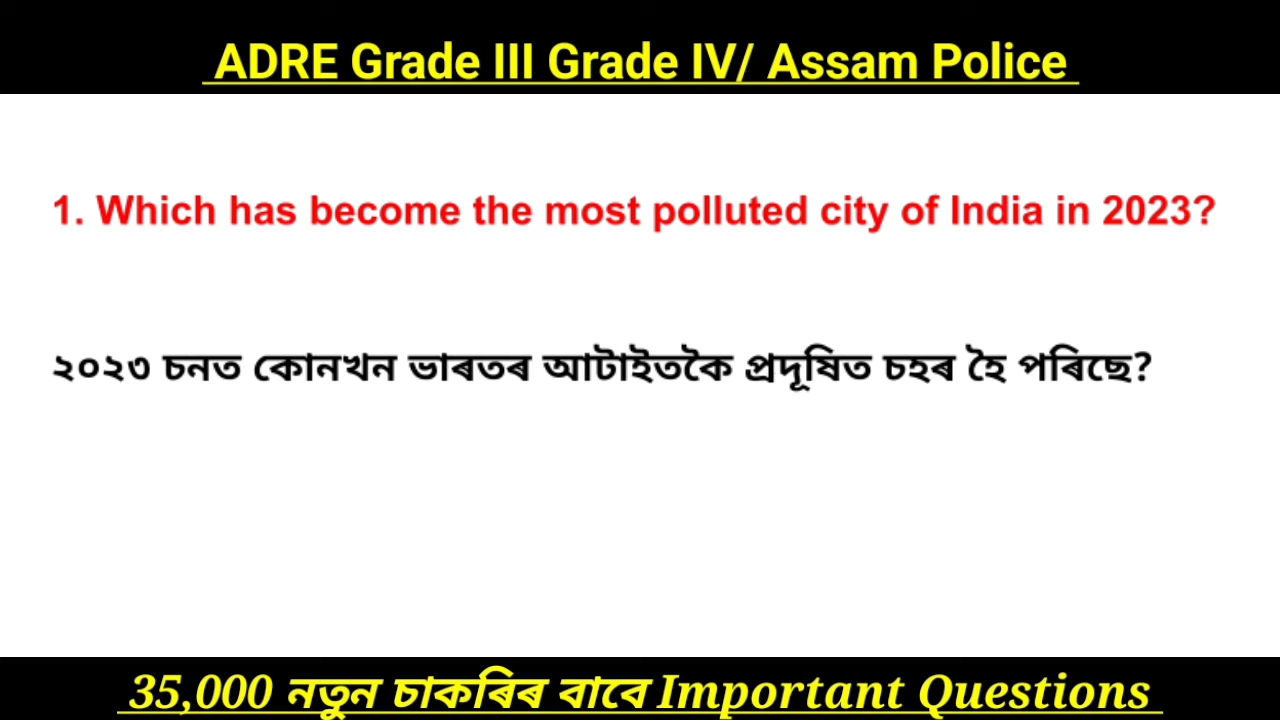 ADRE Grade III Grade IV/ Assam Police
1. Which has become the most polluted city of India in 2023?
২০২৩ চনত কোনখন ভাৰতৰ আটাইতকৈ প্ৰদূষিত চহৰ হৈ পৰিছে?
35,000 নতুন চাকৰিৰ বাবে Important Questions